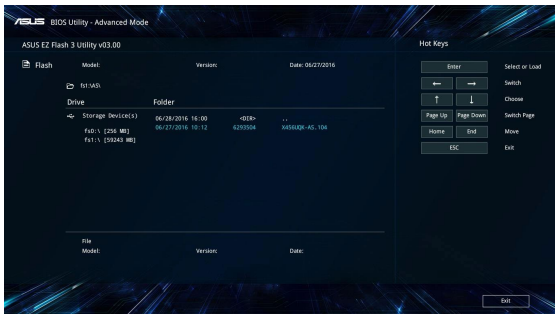 ASUS BIOS Utility - Advanced Mode
ASUS EZ Flash 3 Utility v03.00
Flash
Model: Version: Date: 06/27/2016
fs1:\AS\
Drive Folder
Storage Device(s)
fs0:\ [256 MB]
fs1:\ [59243 MB]
06/28/2016 16:00 <DIR> ..
06/27/2016 10:12 6293504 X456UQK-AS.104
File
Model: Version: Date:
Hot Keys
Enter Select or Load
← → Switch
↑ ↓ Choose
Page Up Page Down Switch Page
Home End Move
ESC Exit
Exit